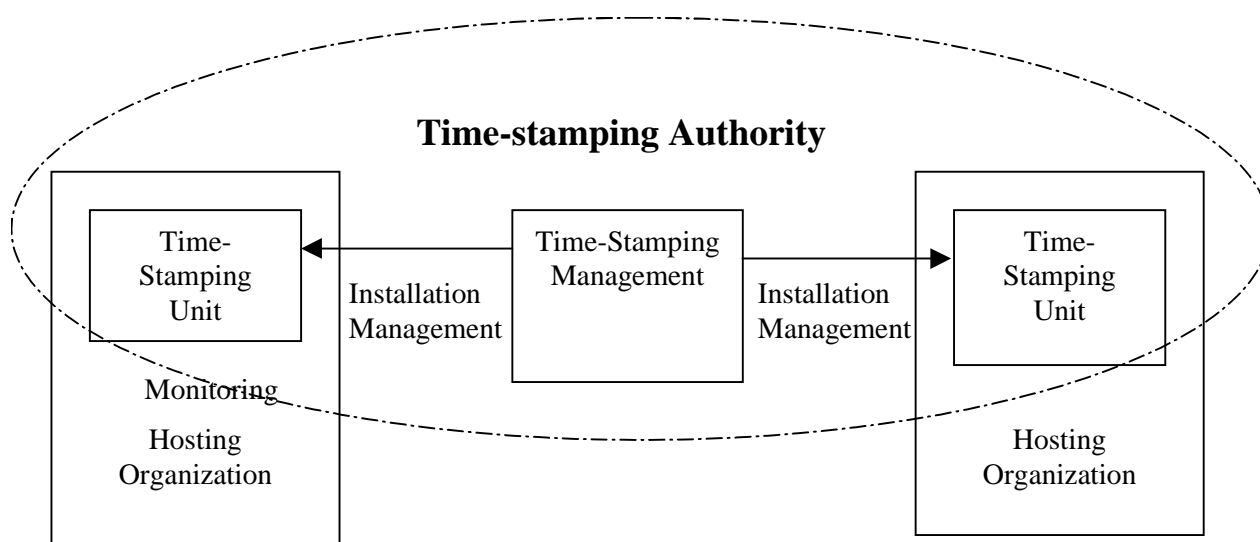 Time-stamping Authority
Time-
Stamping
Unit
Installation
Management
Time-Stamping
Management
Installation
Management
Time-
Stamping
Unit
Monitoring
Hosting
Organization
Hosting
Organization